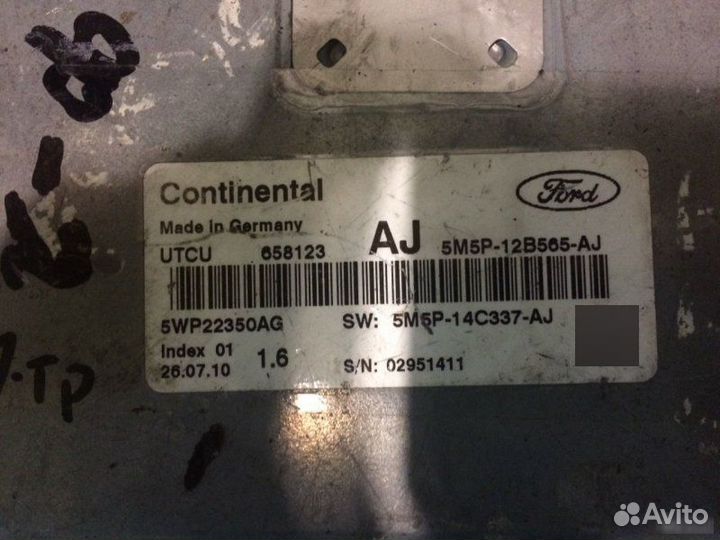 Continental
Ford
Made in Germany
UTCU 658123 AJ 5M5P-12B565-AJ
5WP22350AG SW: 5M5P-14C337-AJ
Index 01
26.07.10 1.6 S/N: 02951411
Avito